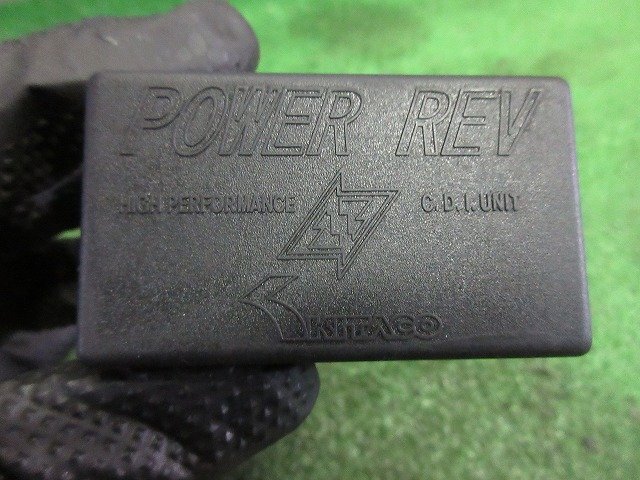 POWER REV
HIGH PERFORMANCE C.D.I.UNIT
KITACO